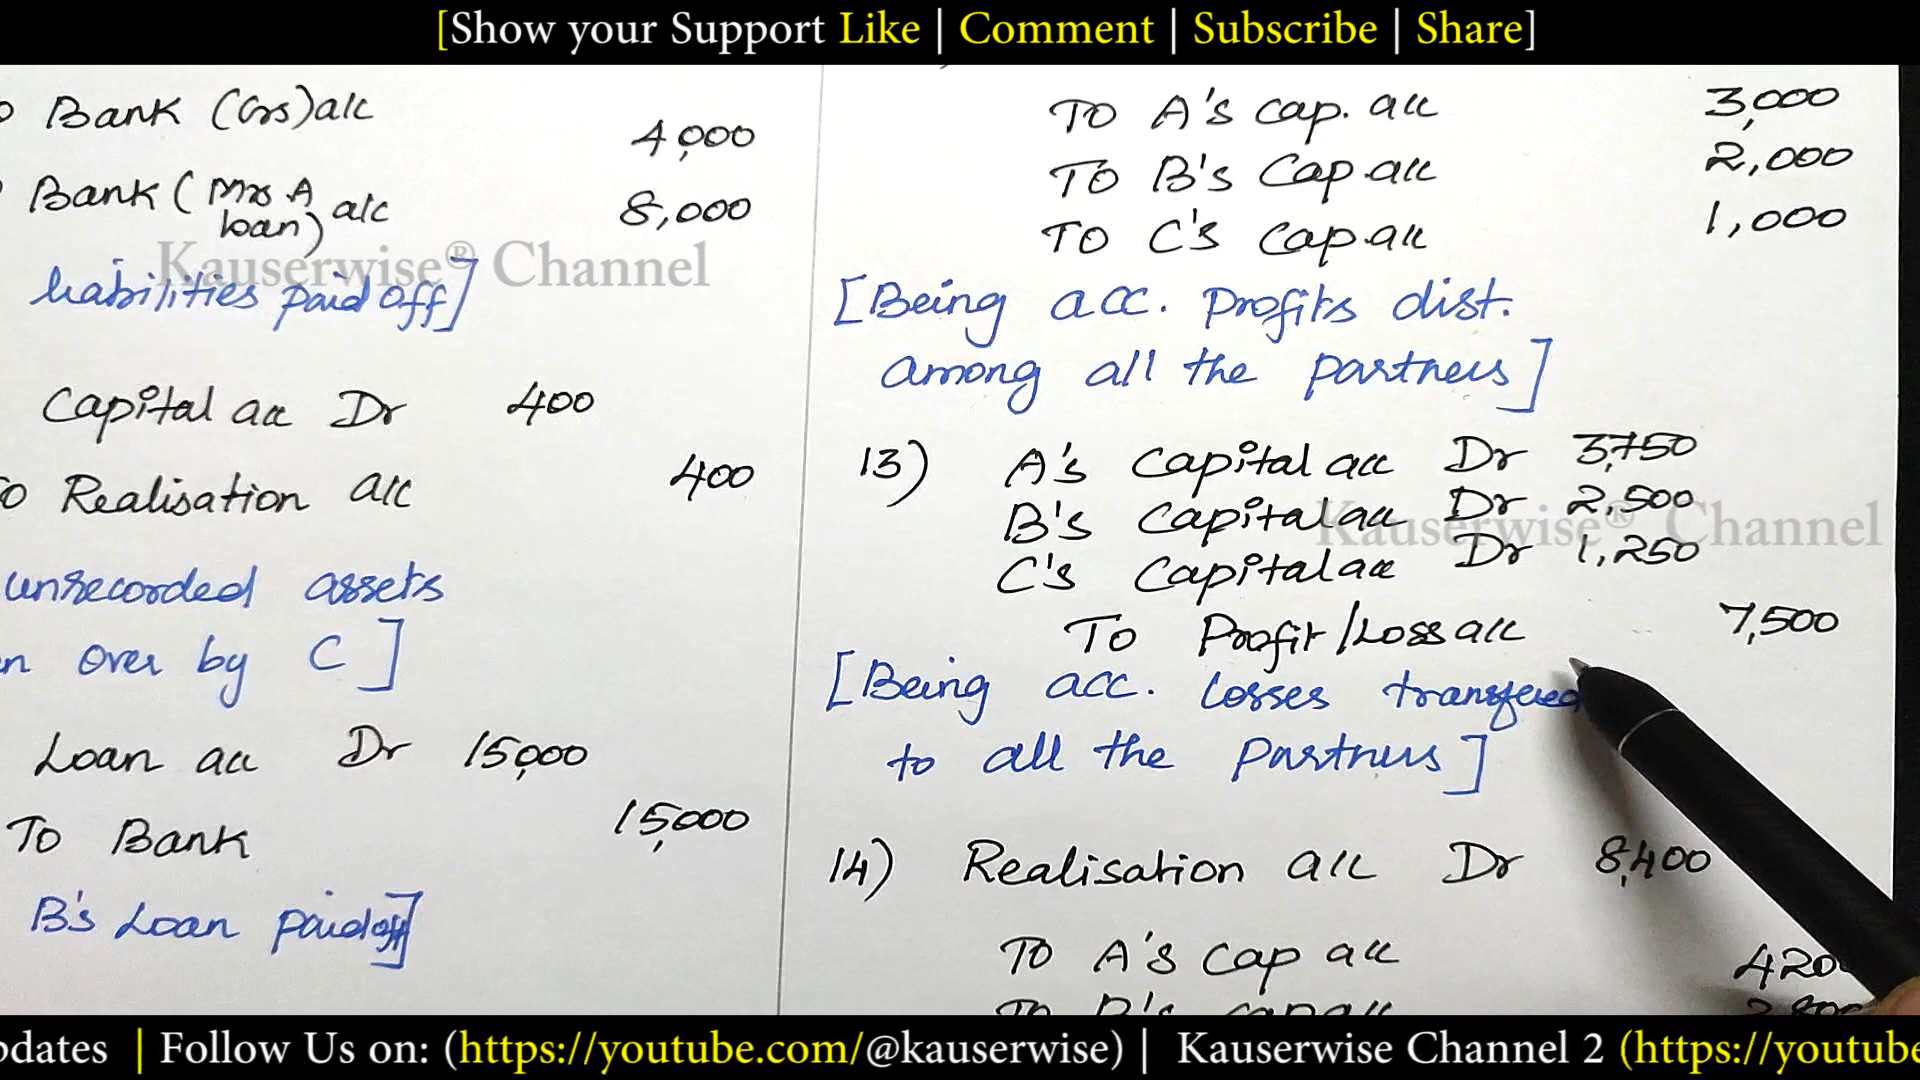 [Show your Support Like | Comment | Subscribe | Share]
Bank (Crs) a/c
4,000
Bank (Mrs A loan) a/c
8,000
Kauserwise® Channel
liabilities paid off]
Capital a/c Dr 400
Realisation a/c 400
unrecorded assets
over by C]
Loan a/c Dr 15,000
To Bank 15,000
B's Loan paid off]
To A's cap. a/c 3,000
To B's cap a/c 2,000
To C's cap a/c 1,000
[Being acc. Profits dist.
among all the partners]
13) A's capital a/c Dr 3,750
B's capital a/c Dr 2,500
Kauserwise® Channel
C's capital a/c Dr 1,250
To Profit/Loss a/c 7,500
[Being acc. losses transfered
to all the partners]
14) Realisation a/c Dr 8,400
To A's cap a/c 420
pdates | Follow Us on: (https://youtube.com/@kauserwise) | Kauserwise Channel 2 (https://youtube